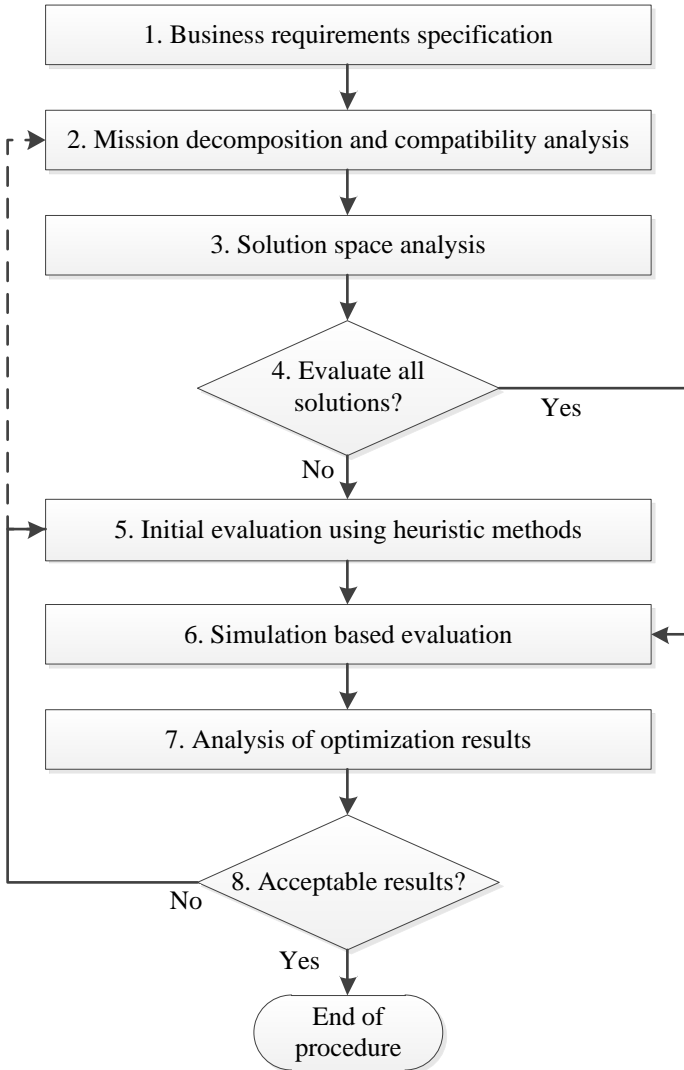 1. Business requirements specification
2. Mission decomposition and compatibility analysis
3. Solution space analysis
4. Evaluate all
solutions?
Yes
No
5. Initial evaluation using heuristic methods
6. Simulation based evaluation
7. Analysis of optimization results
8. Acceptable results?
No
Yes
End of
procedure